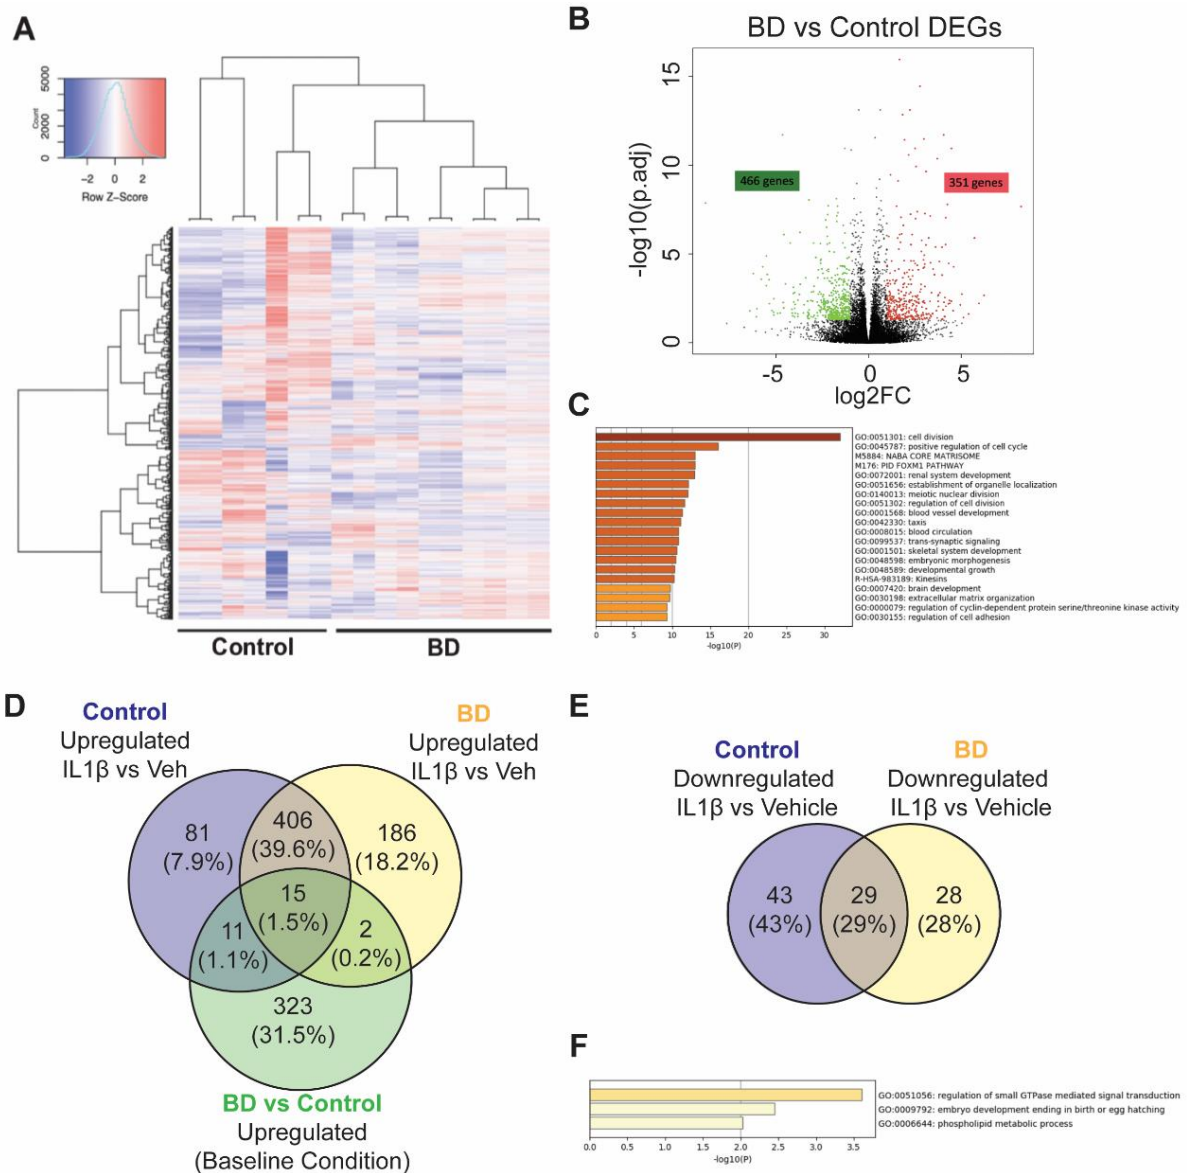 A
5000
2000
0
Count
-2
0
2
Row Z-Score
Control
BD
B
BD vs Control DEGs
15
10
5
0
-log10(p.adj)
466 genes
351 genes
-5
0
5
log2FC
C
GO:0051301: cell division
GO:0045787: positive regulation of cell cycle
M5884: NABA CORE MATRISOME
M176: PID FOXM1 PATHWAY
GO:0072001: renal system development
GO:0051656: establishment of organelle localization
GO:0140013: meiotic nuclear division
GO:0051302: regulation of cell division
GO:0001568: blood vessel development
GO:0042330: taxis
GO:0008015: blood circulation
GO:0099537: trans-synaptic signaling
GO:0001501: skeletal system development
GO:0048598: embryonic morphogenesis
GO:0048589: developmental growth
R-HSA-983189: Kinesins
GO:0007420: brain development
GO:0030198: extracellular matrix organization
GO:0000079: regulation of cyclin-dependent protein serine/threonine kinase activity
GO:0030155: regulation of cell adhesion
0 5 10 15 20 25 30
-log10(P)
D
Control
Upregulated
IL1β vs Veh
BD
Upregulated
IL1β vs Veh
81
(7.9%)
406
(39.6%)
186
(18.2%)
15
(1.5%)
11
(1.1%)
2
(0.2%)
323
(31.5%)
BD vs Control
Upregulated
(Baseline Condition)
E
Control
Downregulated
IL1β vs Vehicle
BD
Downregulated
IL1β vs Vehicle
43
(43%)
29
(29%)
28
(28%)
F
GO:0051056: regulation of small GTPase mediated signal transduction
GO:0009792: embryo development ending in birth or egg hatching
GO:0006644: phospholipid metabolic process
0.0 0.5 1.0 1.5 2.0 2.5 3.0 3.5
-log10(P)